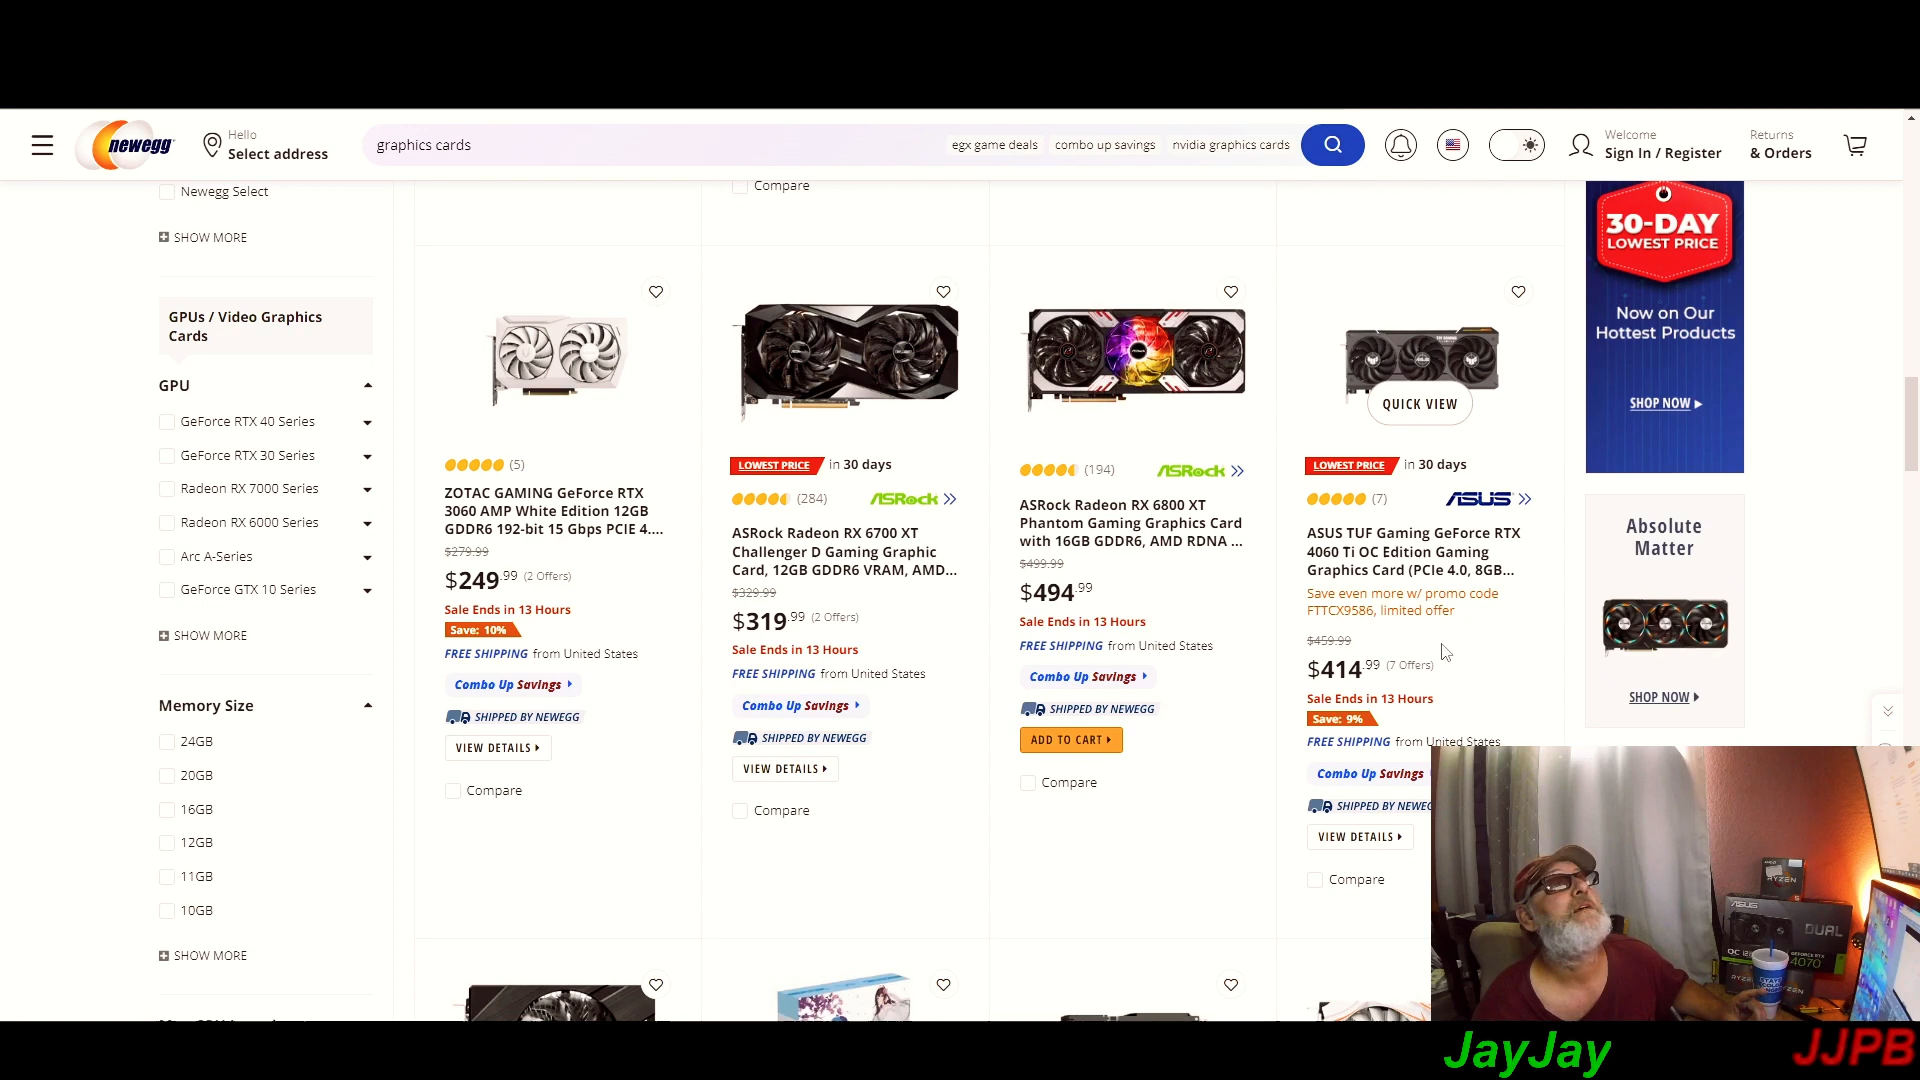 newegg
Hello
Select address
graphics cards
egx game deals
combo up savings
nvidia graphics cards
Welcome
Sign In / Register
Returns
& Orders
Newegg Select
SHOW MORE
GPUs / Video Graphics
Cards
GPU
GeForce RTX 40 Series
GeForce RTX 30 Series
Radeon RX 7000 Series
Radeon RX 6000 Series
Arc A-Series
GeForce GTX 10 Series
SHOW MORE
Memory Size
24GB
20GB
16GB
12GB
11GB
10GB
SHOW MORE
Compare
(5)
ZOTAC GAMING GeForce RTX
3060 AMP White Edition 12GB
GDDR6 192-bit 15 Gbps PCIE 4....
$279.99
$249.99 (2 Offers)
Sale Ends in 13 Hours
Save: 10%
FREE SHIPPING from United States
Combo Up Savings
SHIPPED BY NEWEGG
VIEW DETAILS
Compare
LOWEST PRICE in 30 days
(284) ASRock
ASRock Radeon RX 6700 XT
Challenger D Gaming Graphic
Card, 12GB GDDR6 VRAM, AMD...
$329.99
$319.99 (2 Offers)
Sale Ends in 13 Hours
FREE SHIPPING from United States
Combo Up Savings
SHIPPED BY NEWEGG
VIEW DETAILS
Compare
(194) ASRock
ASRock Radeon RX 6800 XT
Phantom Gaming Graphics Card
with 16GB GDDR6, AMD RDNA ...
$499.99
$494.99
Sale Ends in 13 Hours
FREE SHIPPING from United States
Combo Up Savings
SHIPPED BY NEWEGG
ADD TO CART
Compare
QUICK VIEW
LOWEST PRICE in 30 days
(7) ASUS
ASUS TUF Gaming GeForce RTX
4060 Ti OC Edition Gaming
Graphics Card (PCIe 4.0, 8GB...
Save even more w/ promo code
FTTCX9586, limited offer
$459.99
$414.99 (7 Offers)
Sale Ends in 13 Hours
Save: 9%
FREE SHIPPING from United States
Combo Up Savings
SHIPPED BY NEWEG
VIEW DETAILS
Compare
30-DAY
LOWEST PRICE
Now on Our
Hottest Products
SHOP NOW
Absolute
Matter
SHOP NOW
RYZEN
ASUS
DUAL
GEFORCE RTX
4070
JayJay
JJPB